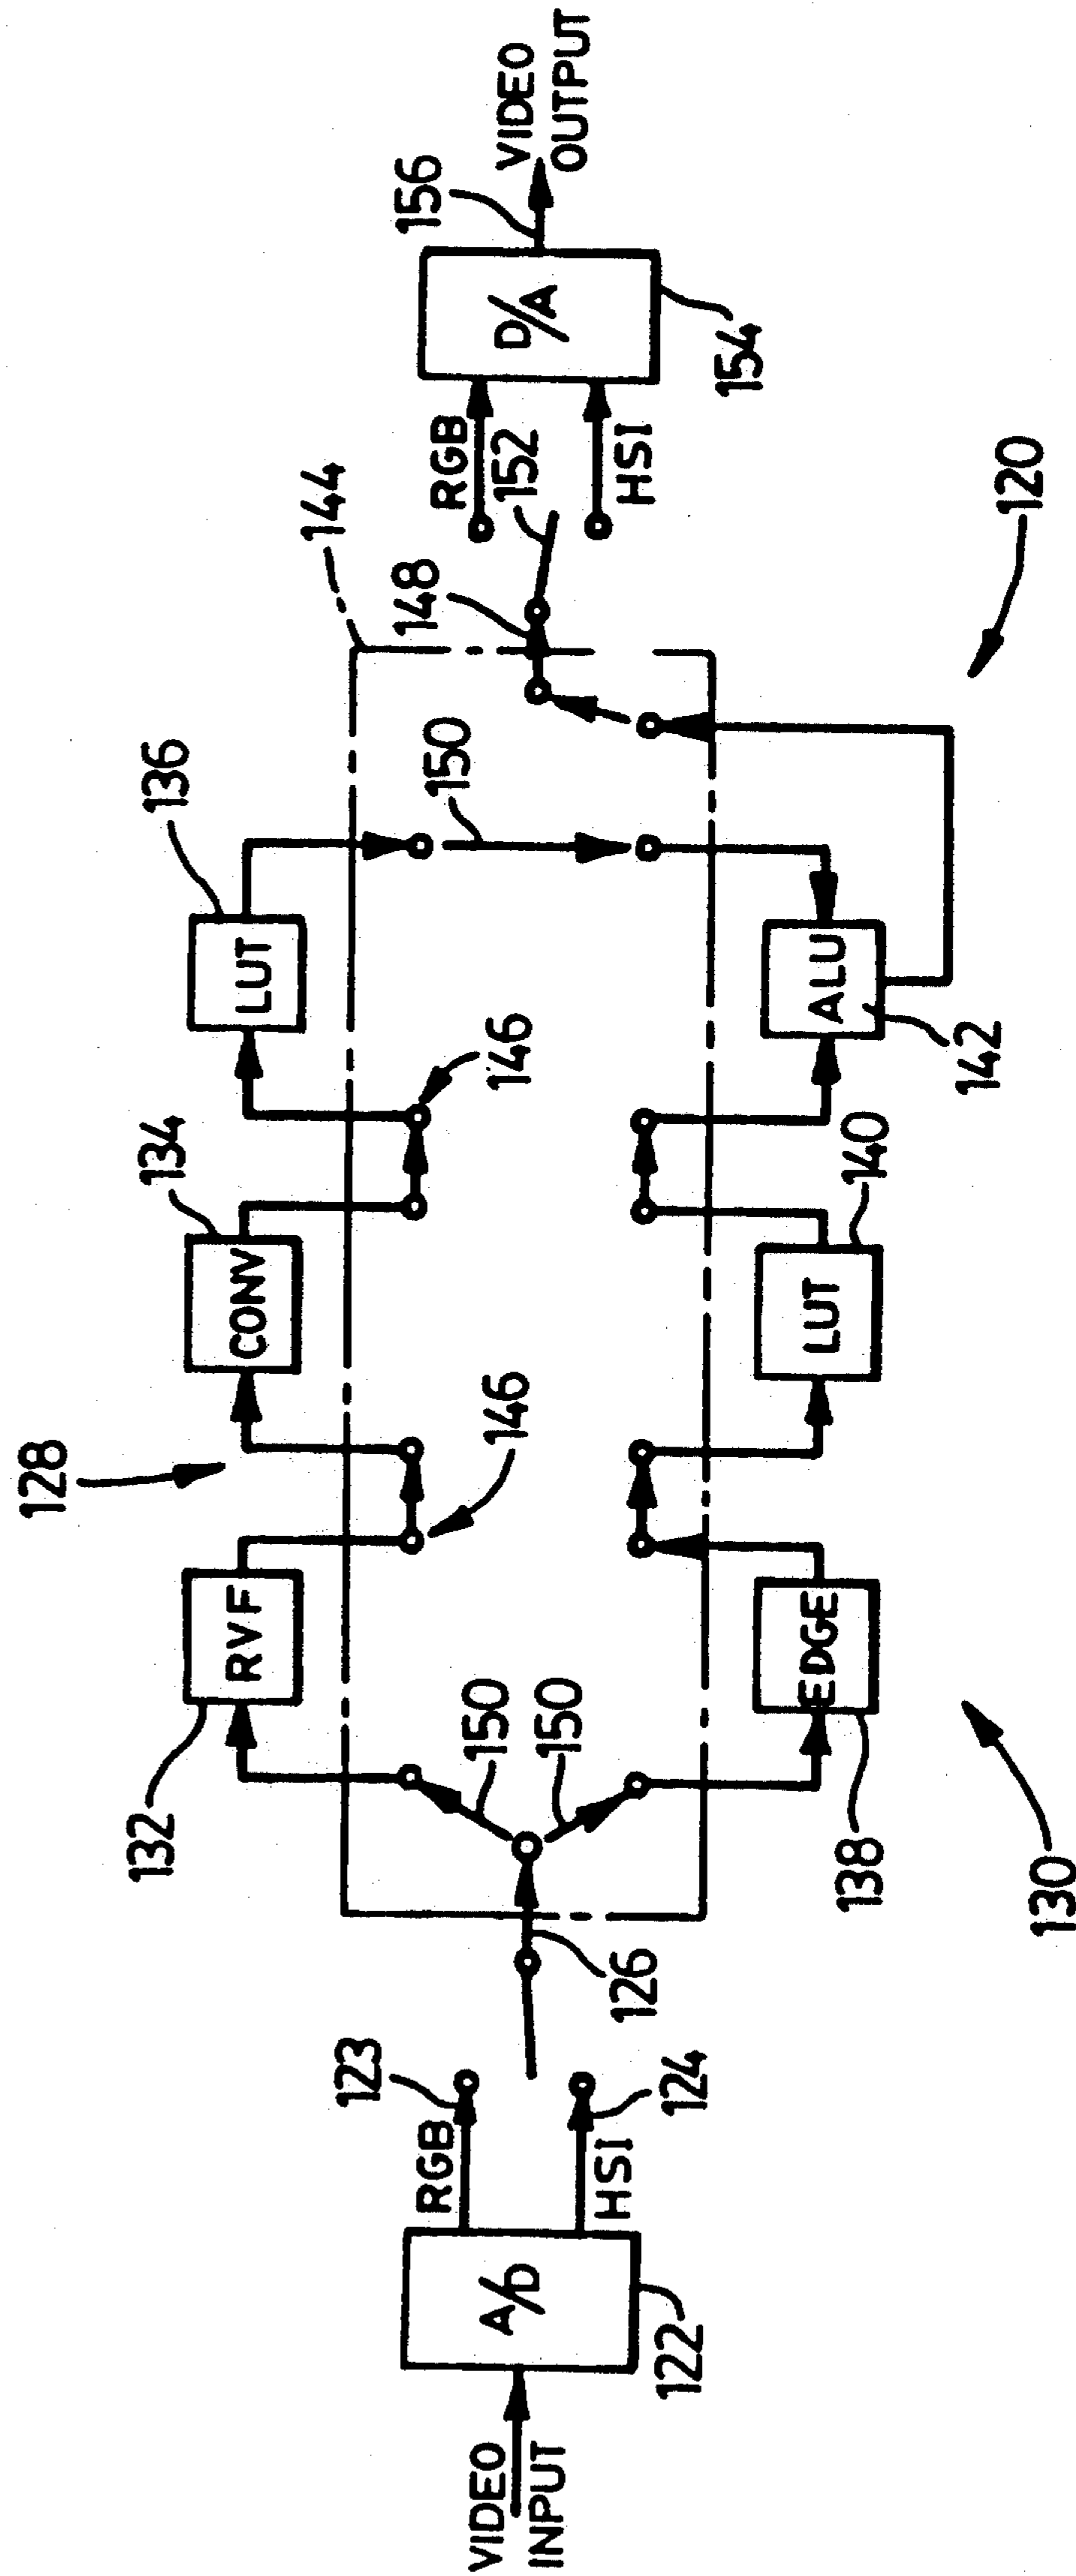 VIDEO
INPUT
A/D
122
RGB
123
HSI
124
126
150
150
132
RVF
128
146
CONV
134
146
LUT
136
150
144
148
138
EDGE
130
LUT
140
ALU
142
120
RGB
152
HSI
D/A
154
156
VIDEO
OUTPUT